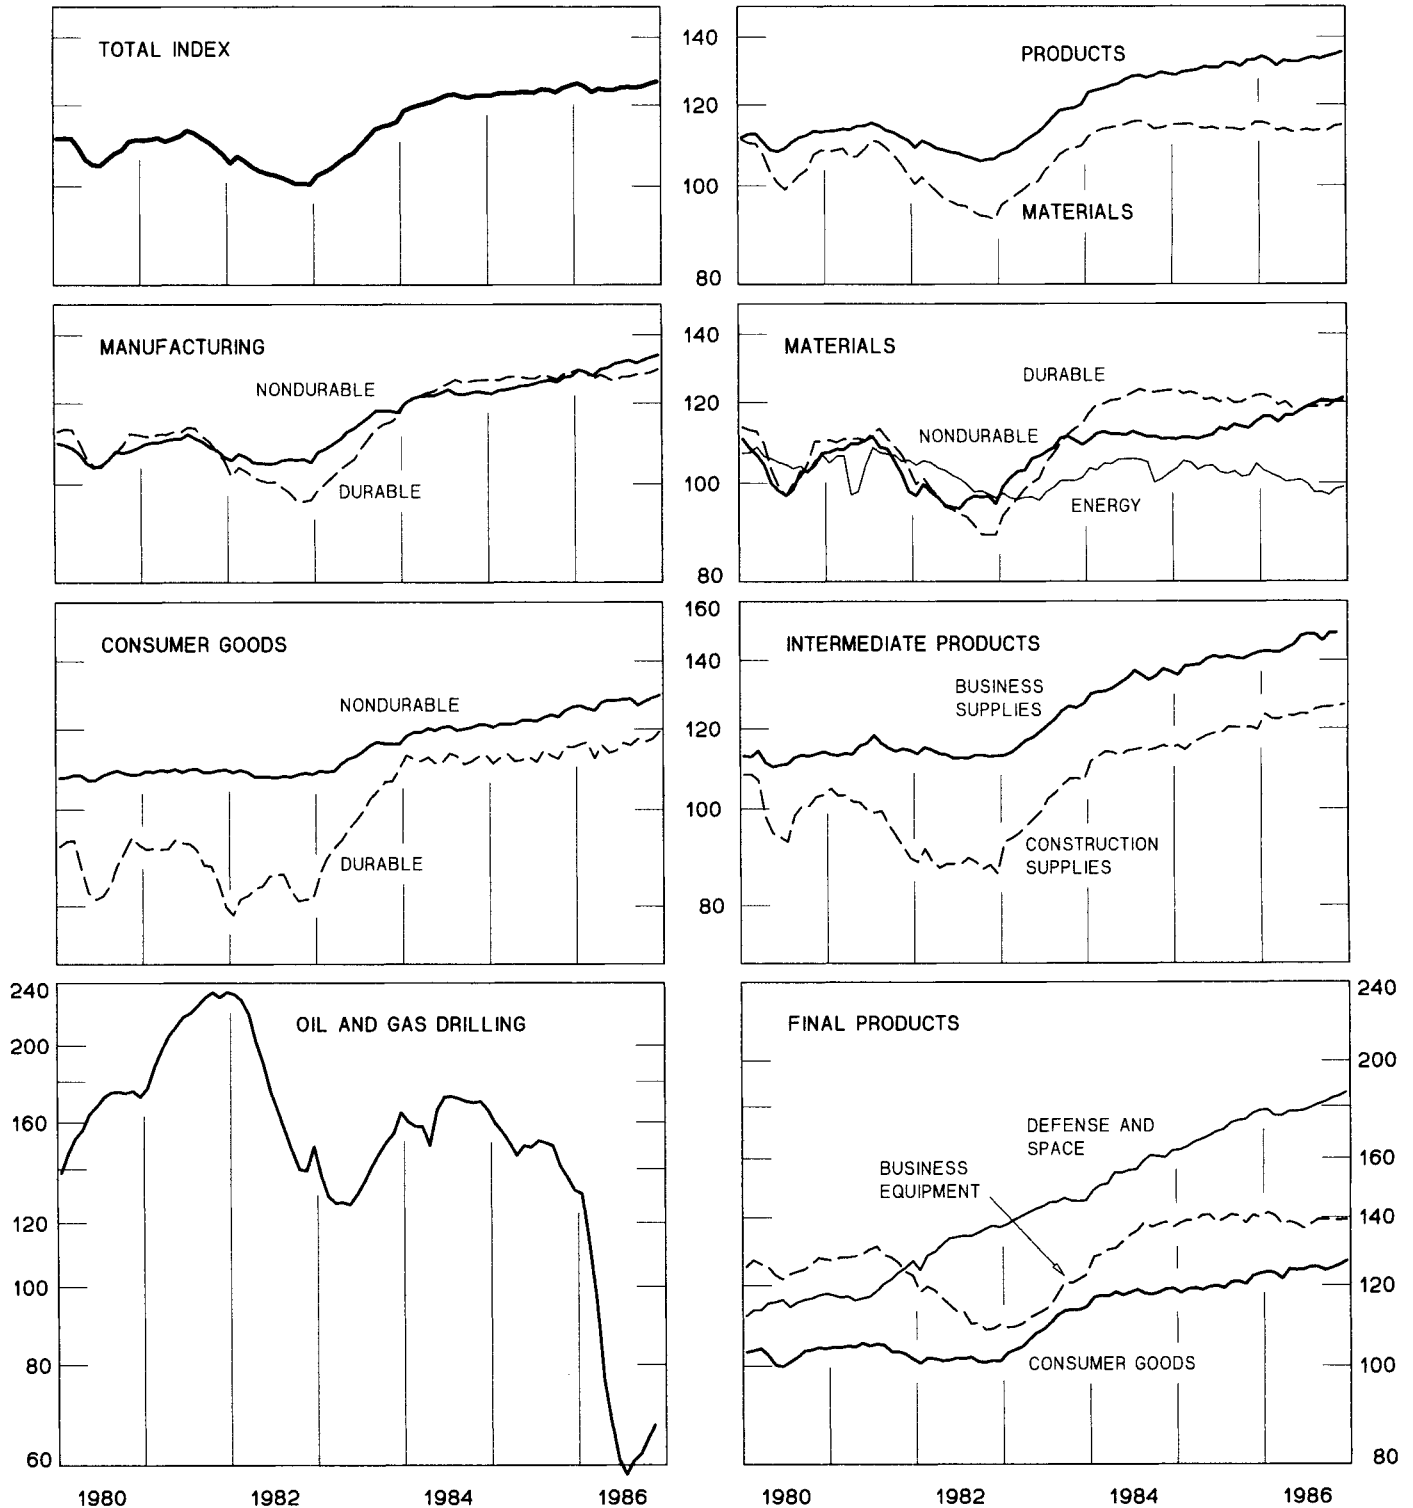 TOTAL INDEX
140
PRODUCTS
120
100
MATERIALS
80
MANUFACTURING
NONDURABLE
DURABLE
140
MATERIALS
DURABLE
120
NONDURABLE
100
ENERGY
80
CONSUMER GOODS
NONDURABLE
DURABLE
160
INTERMEDIATE PRODUCTS
140
BUSINESS
SUPPLIES
120
100
CONSTRUCTION
SUPPLIES
80
240
OIL AND GAS DRILLING
200
160
120
100
80
60
1980 1982 1984 1986
FINAL PRODUCTS
240
200
DEFENSE AND
SPACE
160
BUSINESS
EQUIPMENT
140
120
CONSUMER GOODS
100
80
1980 1982 1984 1986